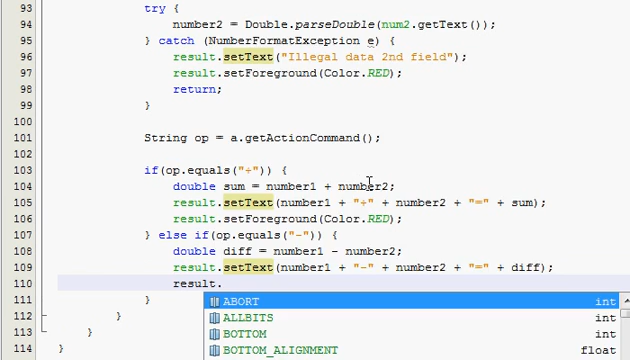 93 try {
94 number2 = Double.parseDouble(num2.getText());
95 } catch (NumberFormatException e) {
96 result.setText("Illegal data 2nd field");
97 result.setForeground(Color.RED);
98 return;
99 }
100
101 String op = a.getActionCommand();
102
103 if(op.equals("+")) {
104 double sum = number1 + number2;
105 result.setText(number1 + "+" + number2 + "=" + sum);
106 result.setForeground(Color.RED);
107 } else if(op.equals("-")) {
108 double diff = number1 - number2;
109 result.setText(number1 + "-" + number2 + "=" + diff);
110 result.
111 }
ABORT int
112 }
ALLBITS int
113 }
BOTTOM int
114 }
BOTTOM_ALIGNMENT float